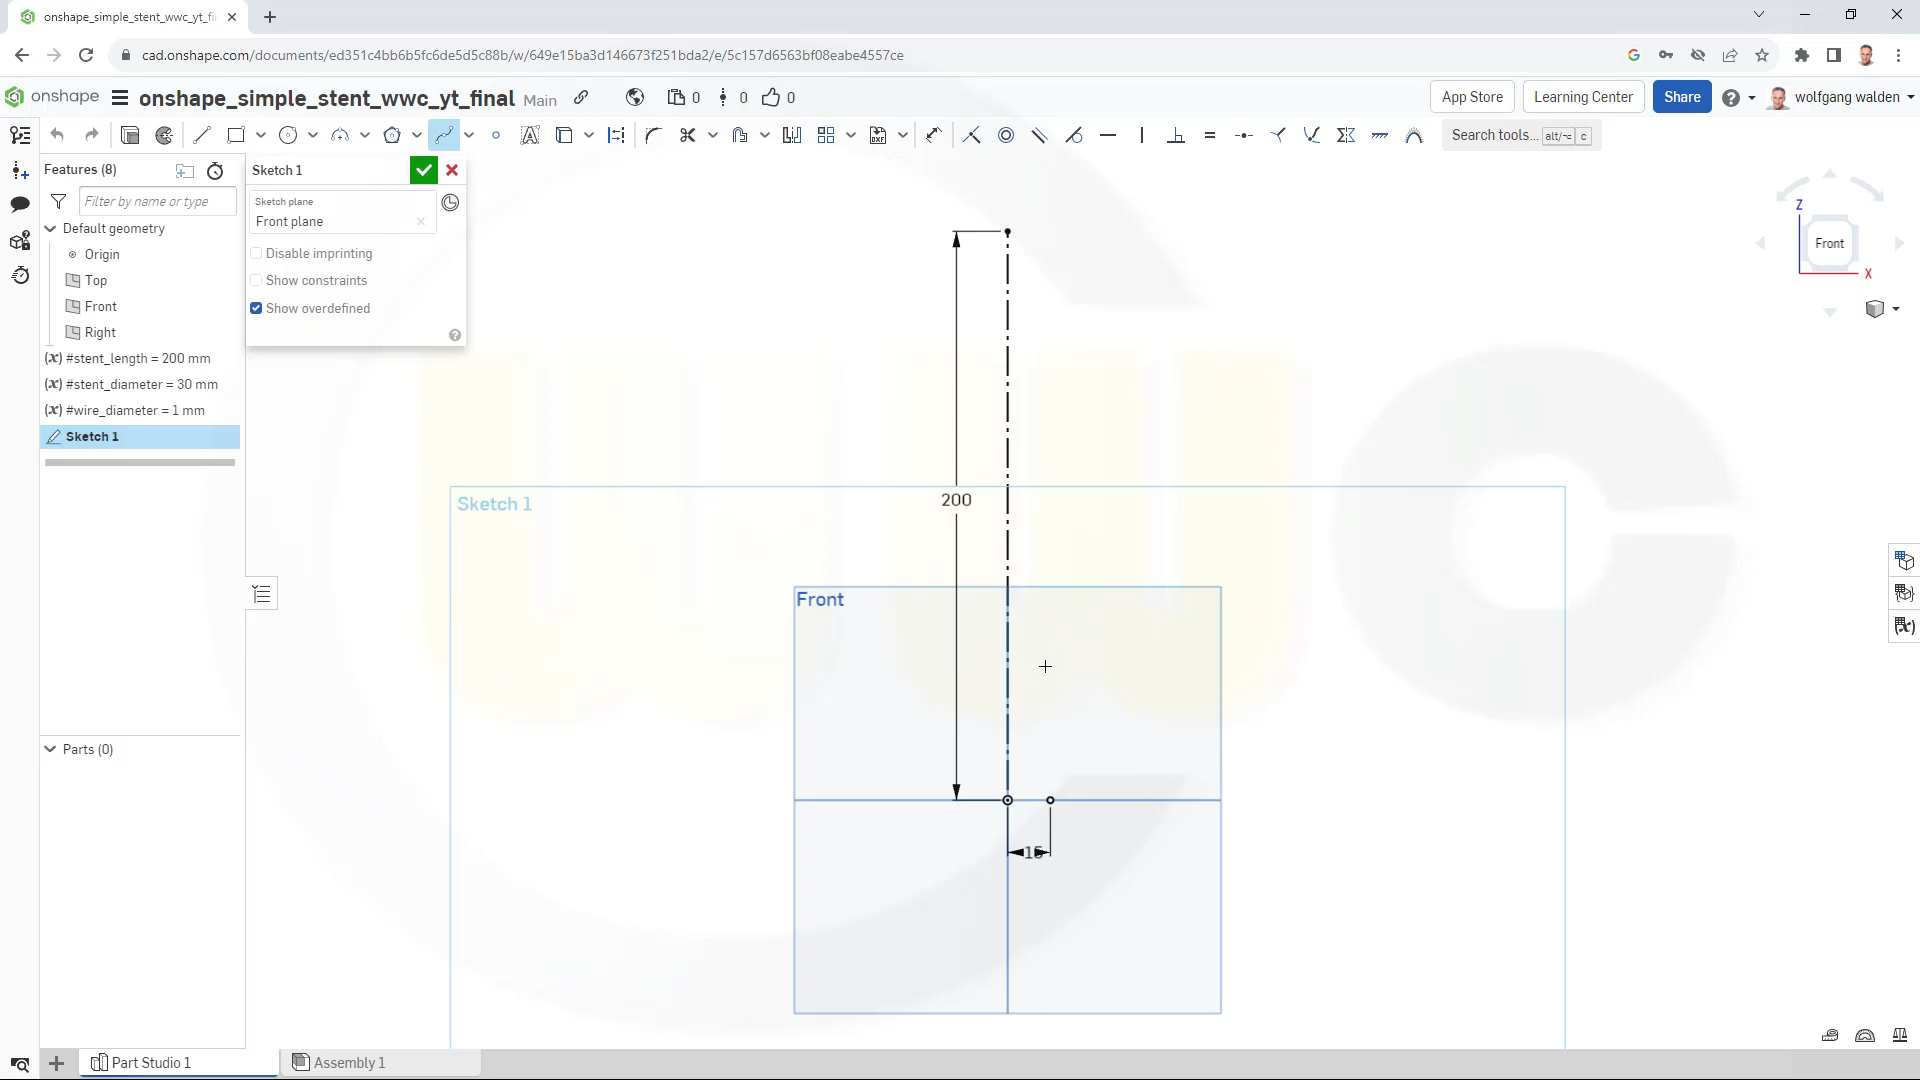 onshape_simple_stent_wwc_yt_fir
cad.onshape.com/documents/ed351c4bb6b5fc6de5d5c88b/w/649e15ba3d146673f251bda2/e/5c157d6563bf08eabe4557ce
onshape onshape_simple_stent_wwc_yt_final Main 0 0 0 App Store Learning Center Share wolfgang walden
Search tools... alt/⌥ c
Features (8)
Filter by name or type
Default geometry
Origin
Top
Front
Right
(x) #stent_length = 200 mm
(x) #stent_diameter = 30 mm
(x) #wire_diameter = 1 mm
Sketch 1
Parts (0)
Sketch 1
Sketch plane
Front plane
Disable imprinting
Show constraints
Show overdefined
200
Sketch 1
Front
15
Z
Front
X
(x)
Part Studio 1
Assembly 1